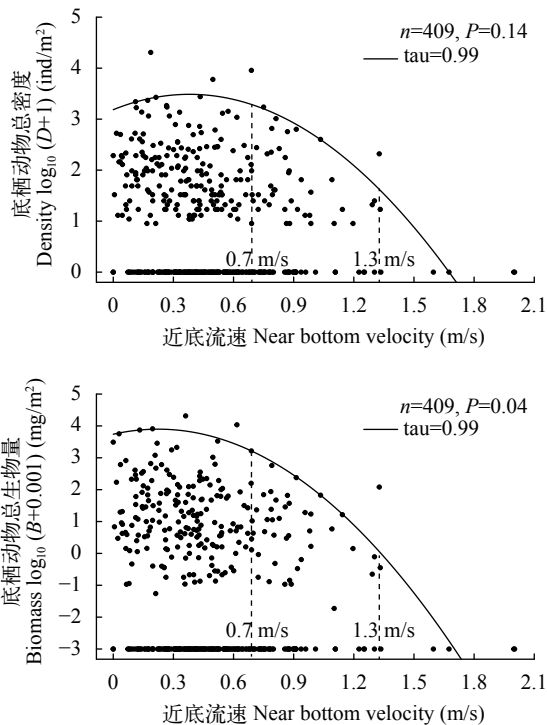 n=409, P=0.14
tau=0.99
底栖动物总密度
Density log10 (D+1) (ind/m2)
5
4
3
2
1
0
0.7 m/s
1.3 m/s
0
0.3
0.6
0.9
1.2
1.5
1.8
2.1
近底流速 Near bottom velocity (m/s)
n=409, P=0.04
tau=0.99
底栖动物总生物量
Biomass log10 (B+0.001) (mg/m2)
5
4
3
2
1
0
−1
−2
−3
0.7 m/s
1.3 m/s
0
0.3
0.6
0.9
1.2
1.5
1.8
2.1
近底流速 Near bottom velocity (m/s)